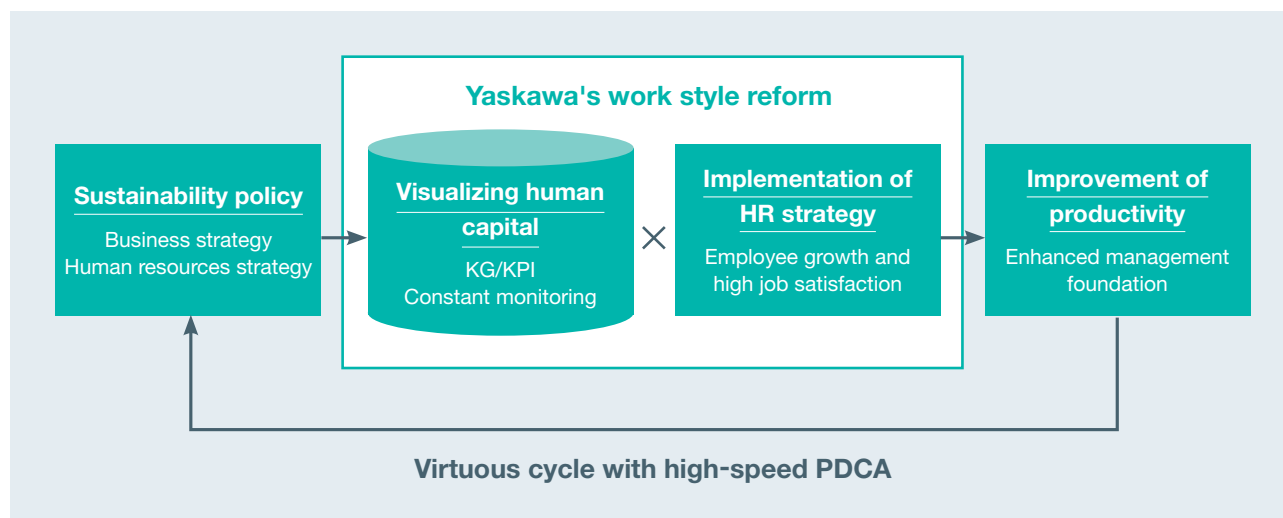 Yaskawa's work style reform
Sustainability policy
Business strategy
Human resources strategy
Visualizing human
capital
KG/KPI
Constant monitoring
×
Implementation of
HR strategy
Employee growth and
high job satisfaction
Improvement of
productivity
Enhanced management
foundation
Virtuous cycle with high-speed PDCA